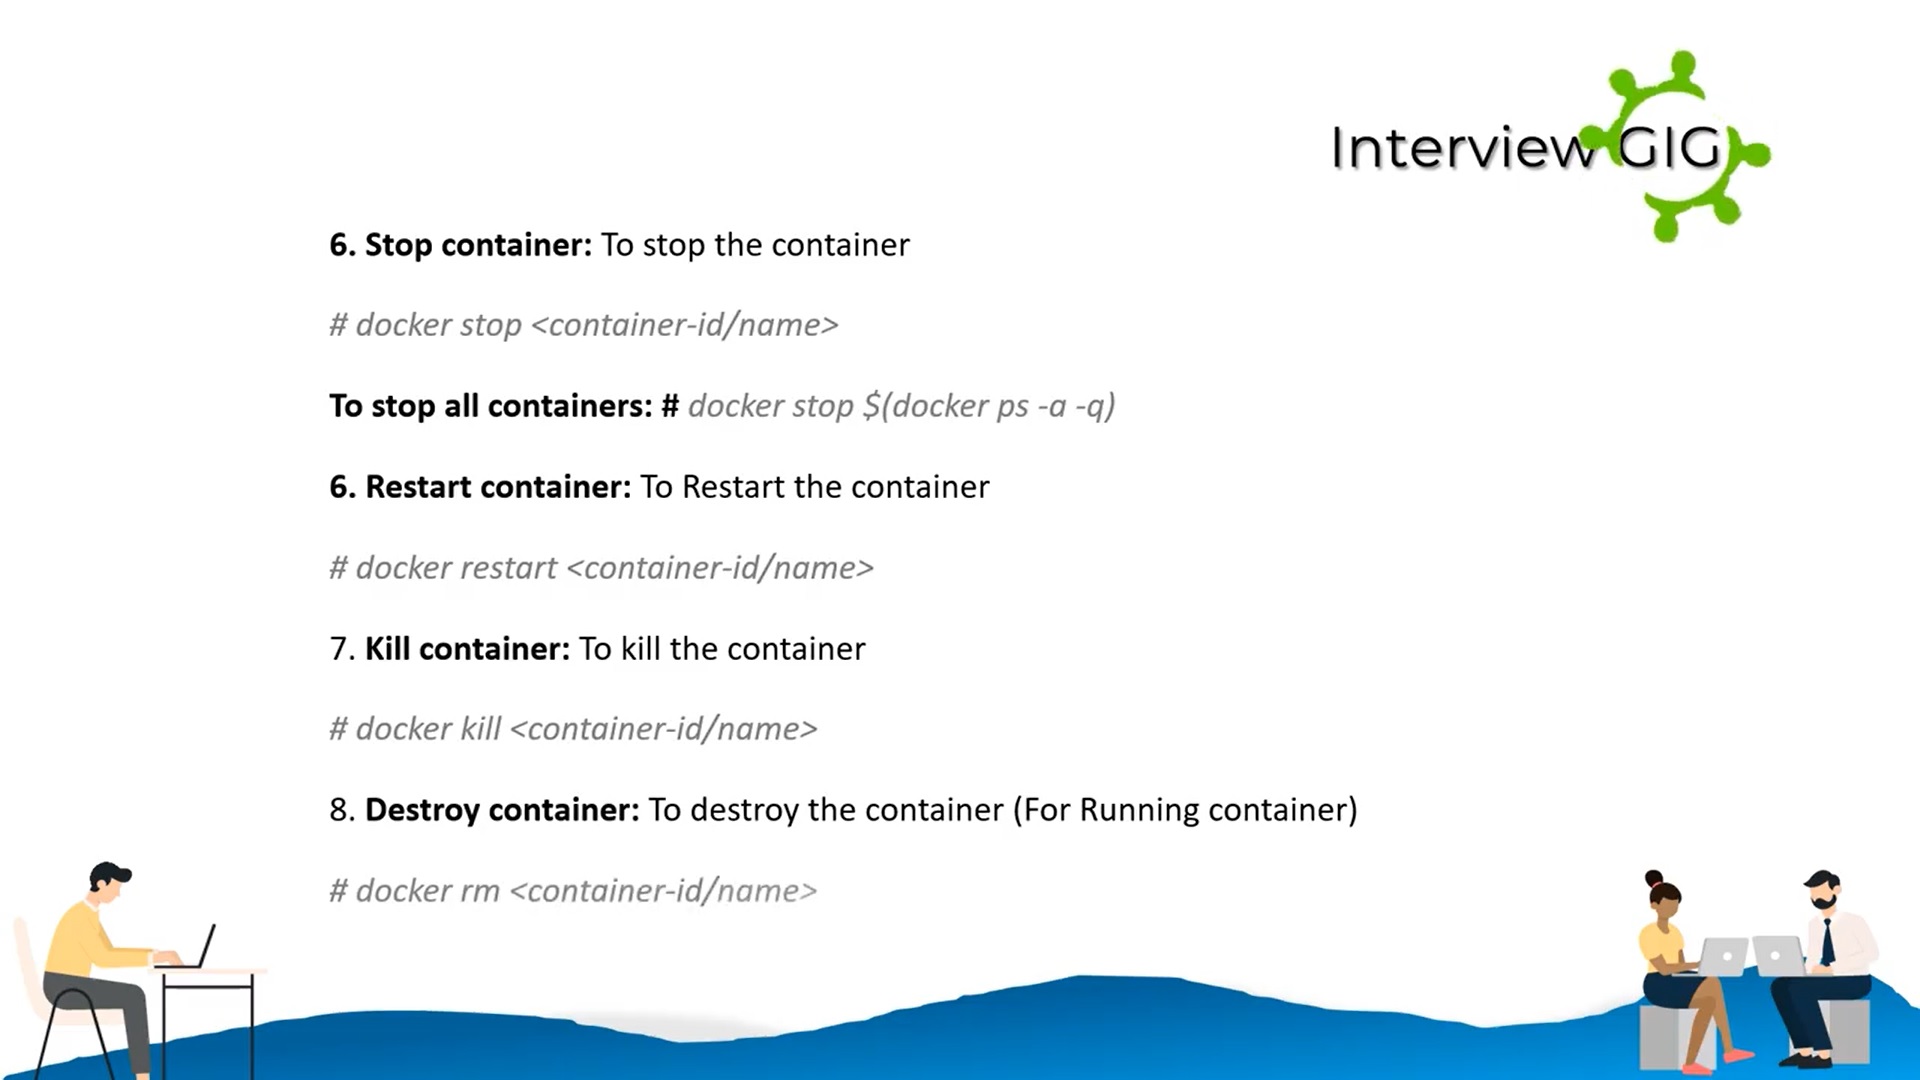 Interview GIG
6. Stop container: To stop the container
# docker stop <container-id/name>
To stop all containers: # docker stop $(docker ps -a -q)
6. Restart container: To Restart the container
# docker restart <container-id/name>
7. Kill container: To kill the container
# docker kill <container-id/name>
8. Destroy container: To destroy the container (For Running container)
# docker rm <container-id/name>